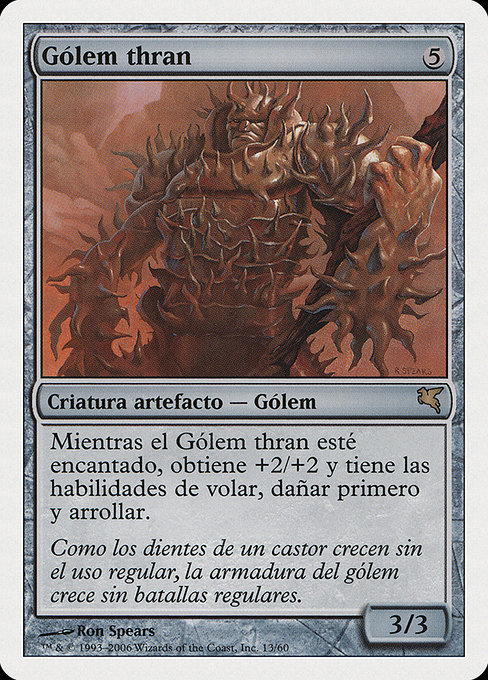 Gólem thran 5
R. SPEARS
Criatura artefacto — Gólem
Mientras el Gólem thran esté
encantado, obtiene +2/+2 y tiene las
habilidades de volar, dañar primero
y arrollar.
Como los dientes de un castor crecen sin
el uso regular, la armadura del gólem
crece sin batallas regulares.
3/3
Ron Spears
™ & © 1993–2006 Wizards of the Coast, Inc. 13/60